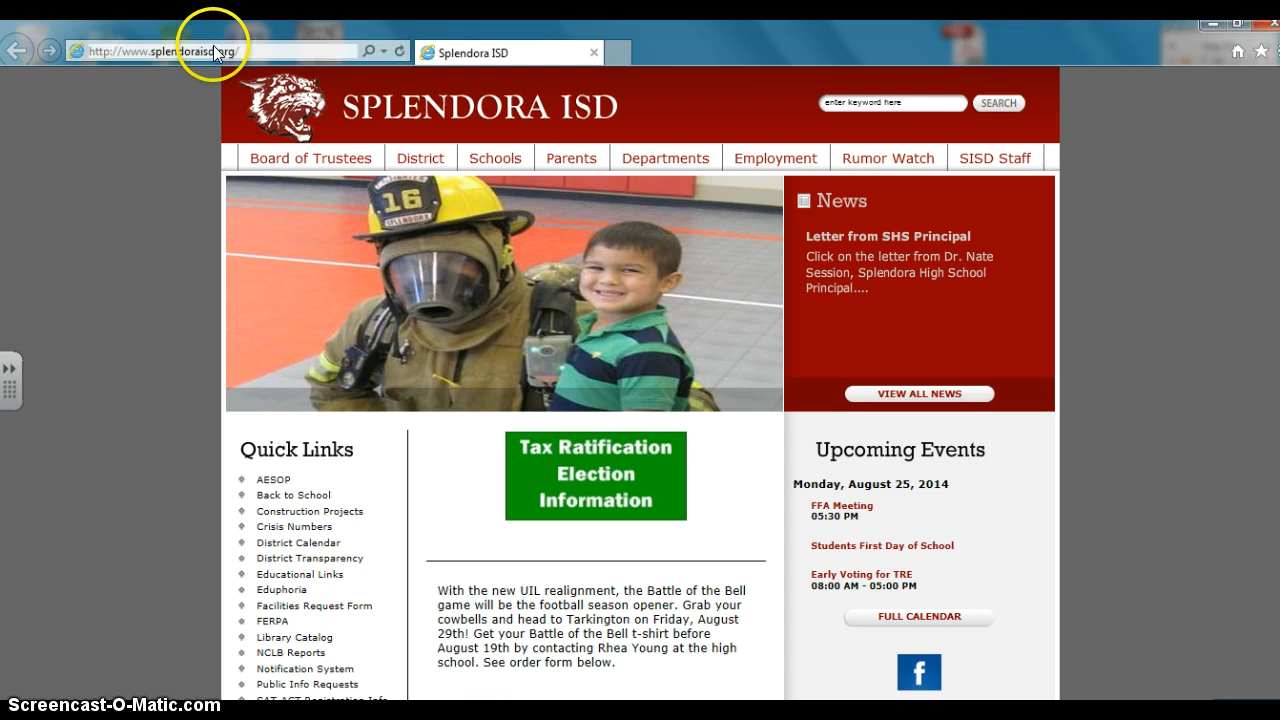 http://www.splendoraisd.org/
Splendora ISD
SPLENDORA ISD
enter keyword here
SEARCH
Board of Trustees
District
Schools
Parents
Departments
Employment
Rumor Watch
SISD Staff
16
SPLENDORA
News
Letter from SHS Principal
Click on the letter from Dr. Nate
Session, Splendora High School
Principal....
VIEW ALL NEWS
Quick Links
AESOP
Back to School
Construction Projects
Crisis Numbers
District Calendar
District Transparency
Educational Links
Eduphoria
Facilities Request Form
FERPA
Library Catalog
NCLB Reports
Notification System
Public Info Requests
SAT-ACT Registration Info
Tax Ratification
Election
Information
With the new UIL realignment, the Battle of the Bell
game will be the football season opener. Grab your
cowbells and head to Tarkington on Friday, August
29th! Get your Battle of the Bell t-shirt before
August 19th by contacting Rhea Young at the high
school. See order form below.
Upcoming Events
Monday, August 25, 2014
FFA Meeting
05:30 PM
Students First Day of School
Early Voting for TRE
08:00 AM - 05:00 PM
FULL CALENDAR
f
Screencast-O-Matic.com